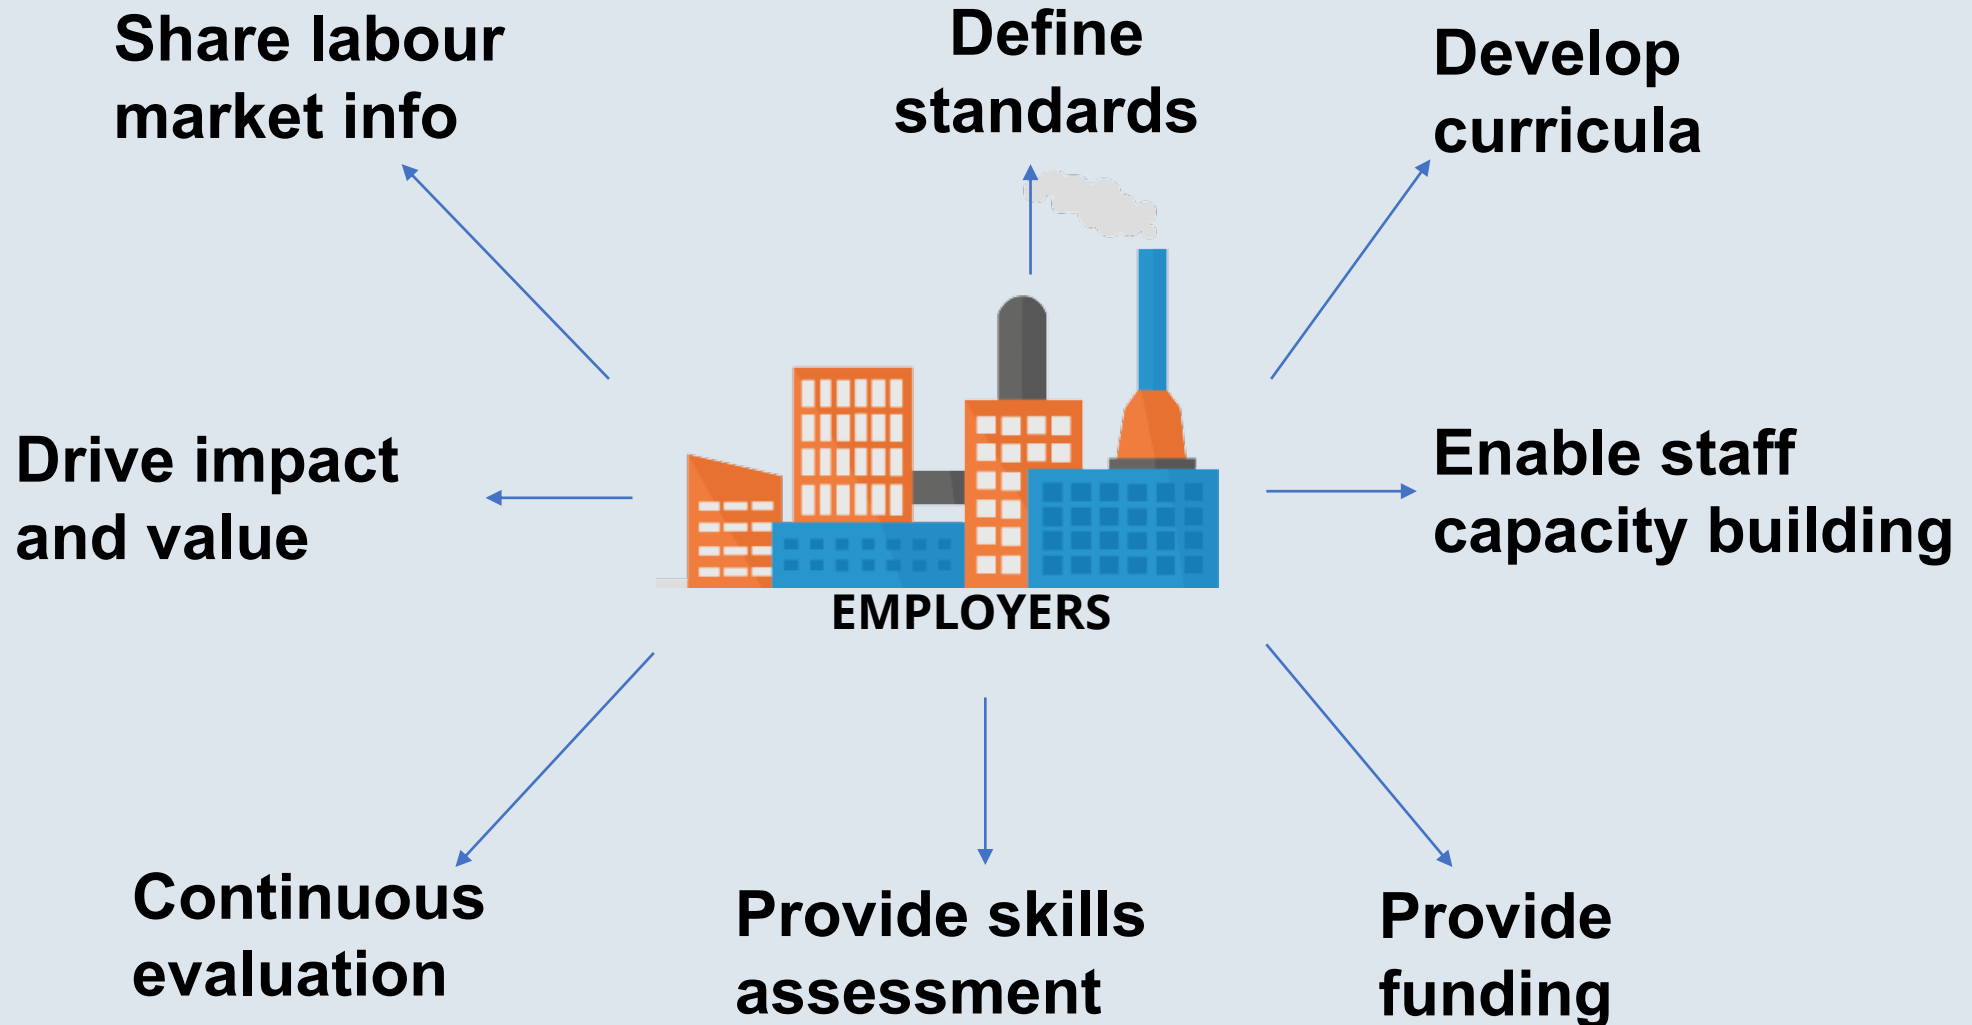 Share labour
market info
Define
standards
Develop
curricula
Drive impact
and value
Enable staff
capacity building
EMPLOYERS
Continuous
evaluation
Provide skills
assessment
Provide
funding